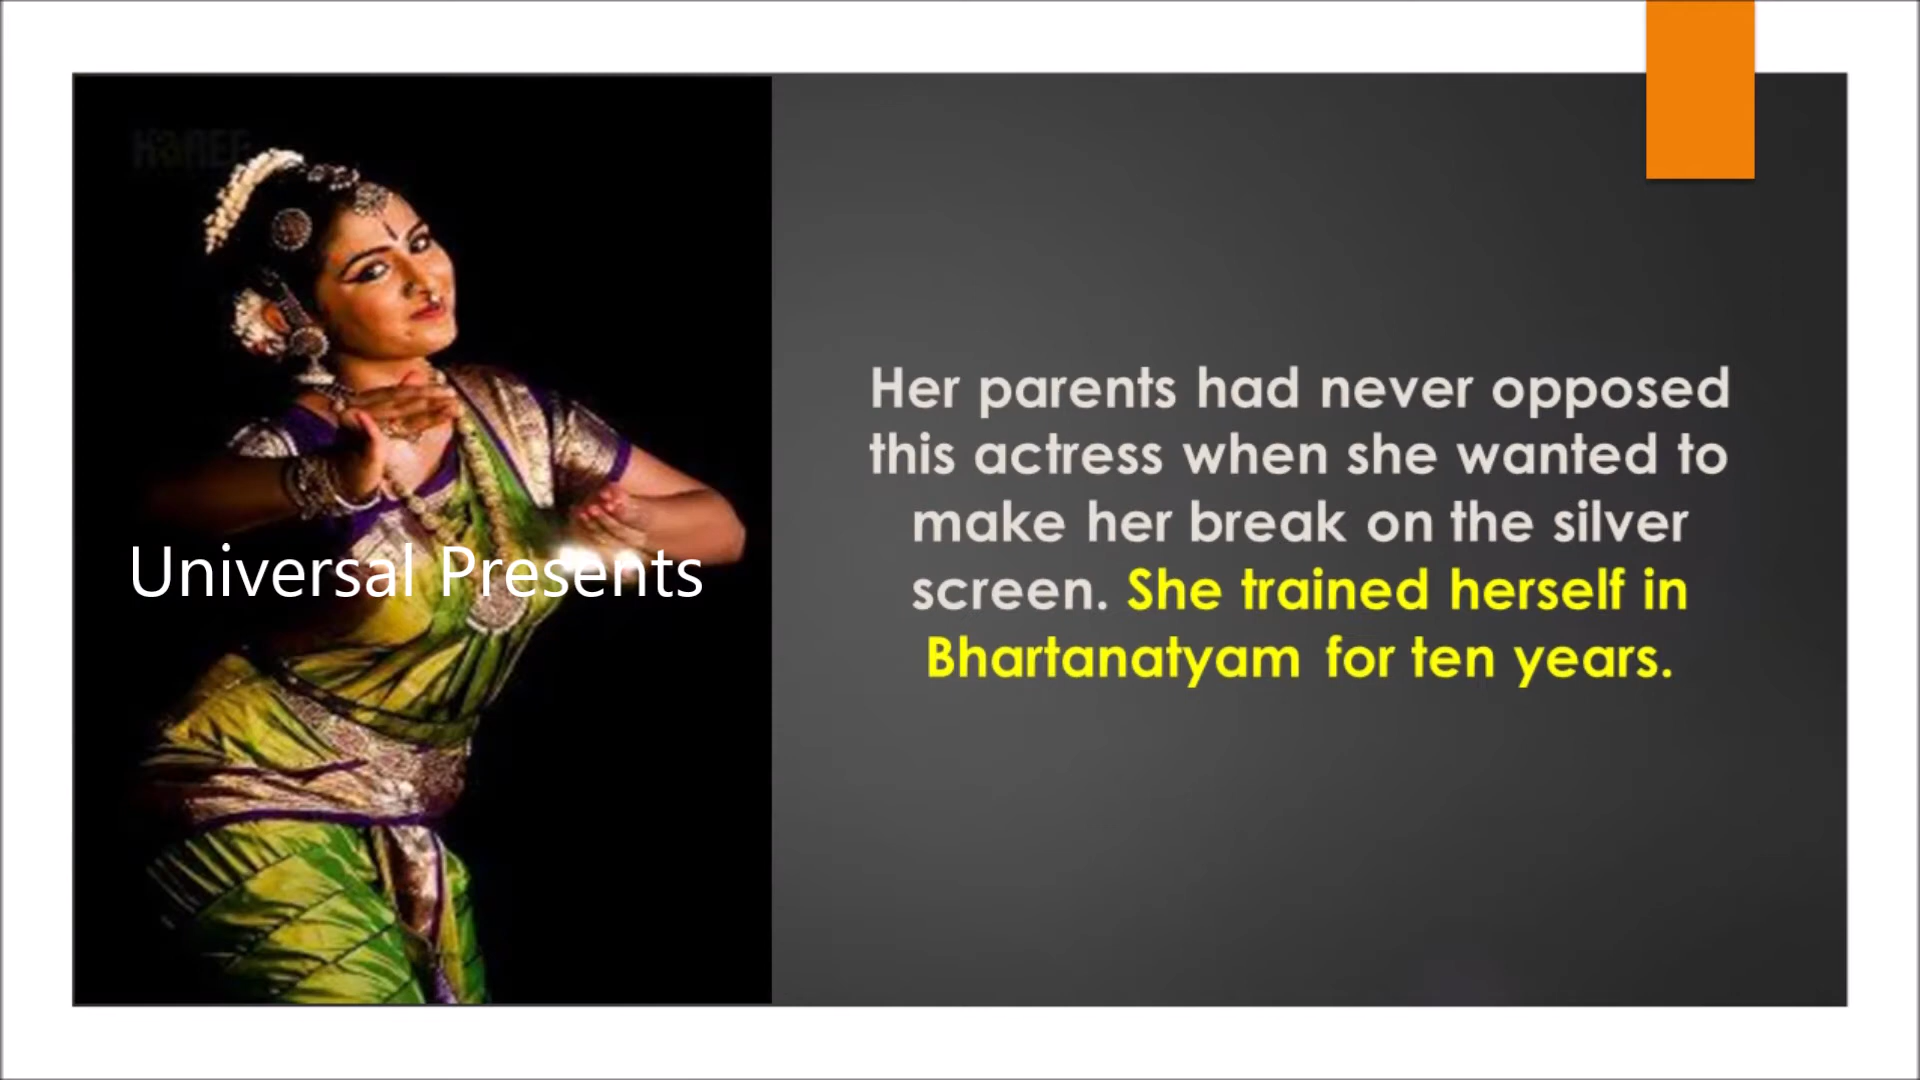 Universal Presents
Her parents had never opposed
this actress when she wanted to
make her break on the silver
screen. She trained herself in
Bhartanatyam for ten years.